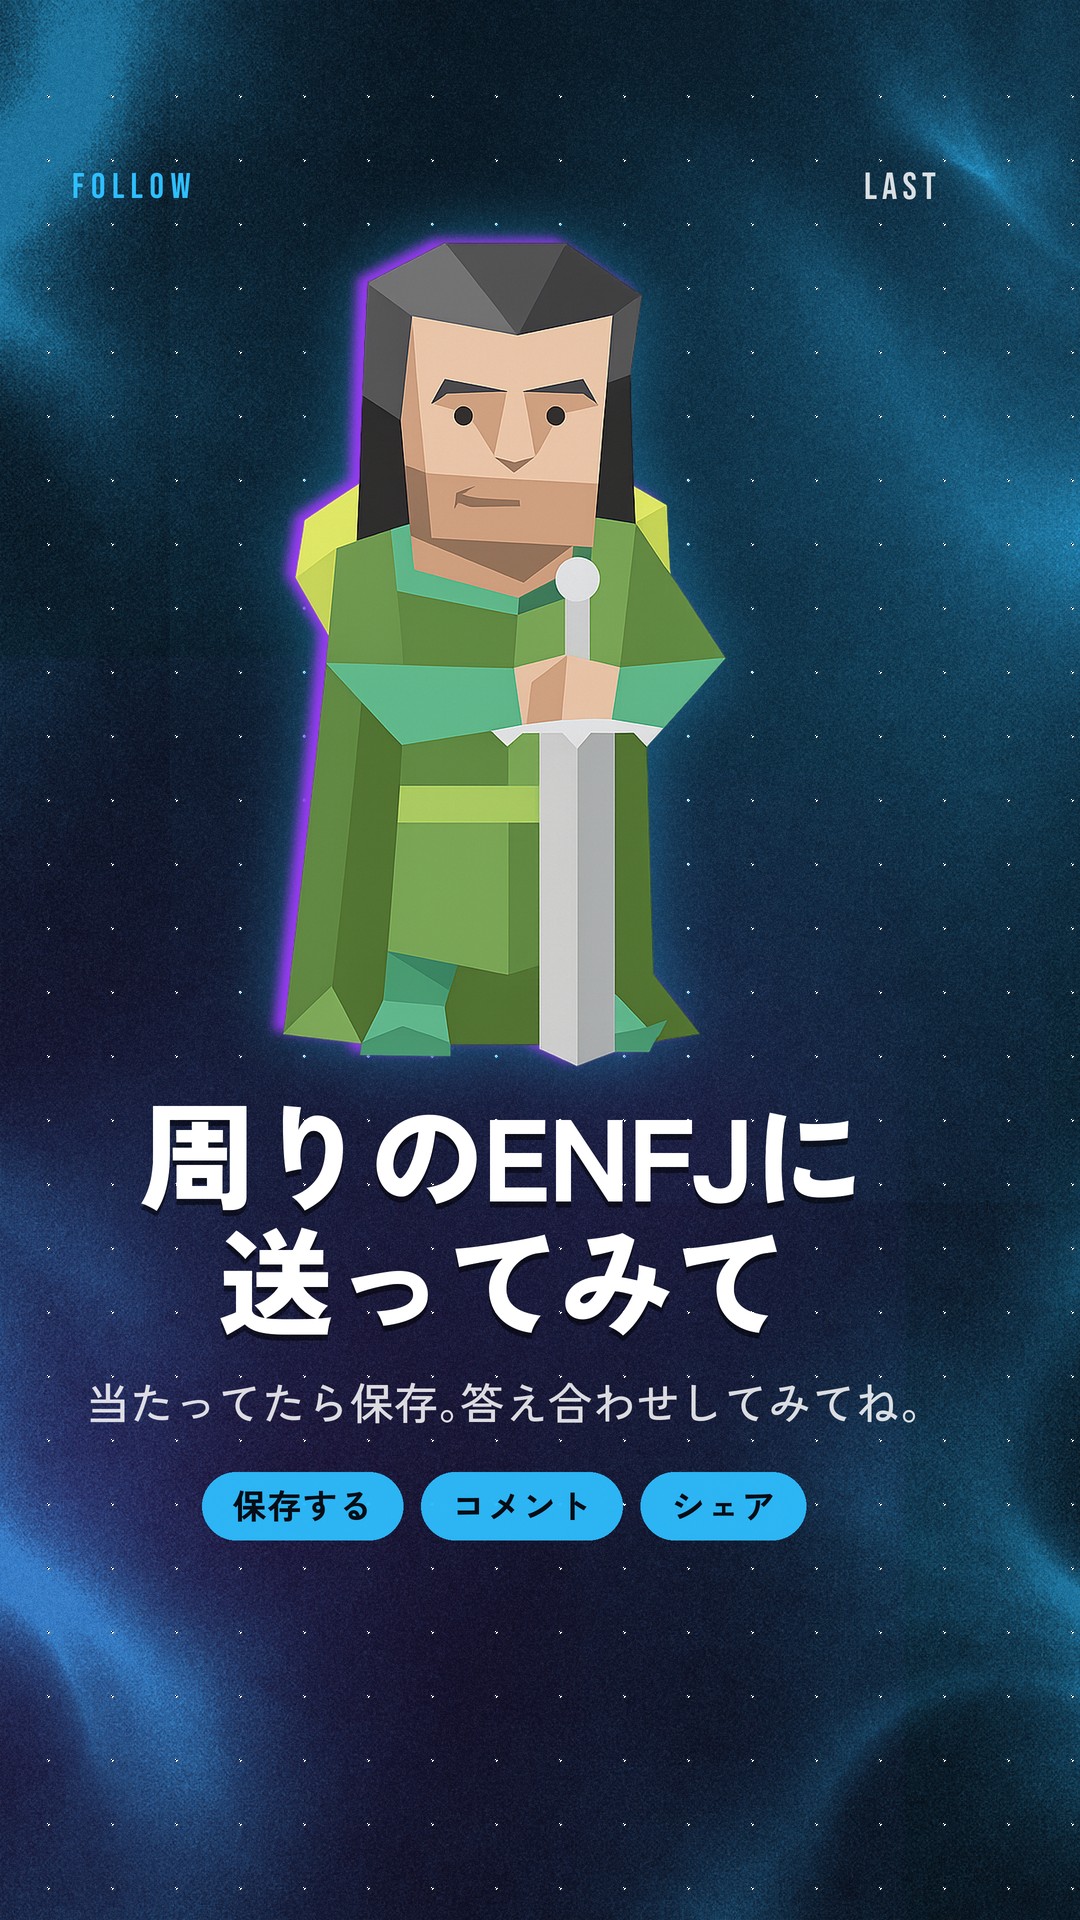 FOLLOW
LAST
周りのENFJに
送ってみて
当たってたら保存。答え合わせしてみてね。
保存する
コメント
シェア